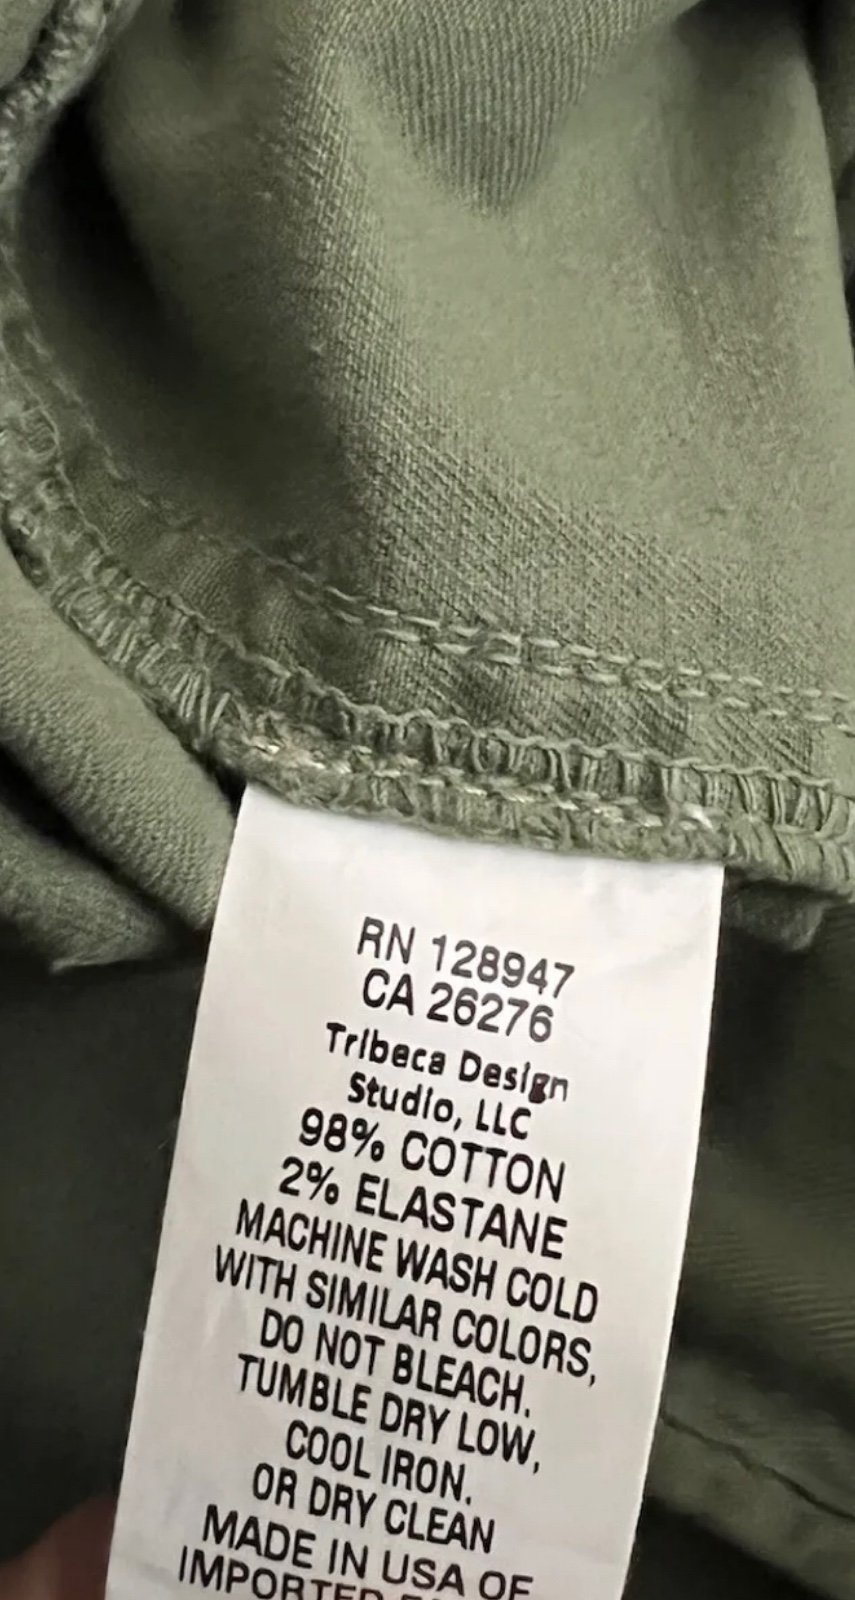 RN 128947
CA 26276
Tribeca Design
Studio, LLC
98% COTTON
2% ELASTANE
MACHINE WASH COLD
WITH SIMILAR COLORS,
DO NOT BLEACH.
TUMBLE DRY LOW,
COOL IRON.
OR DRY CLEAN
MADE IN USA OF
IMPORTED